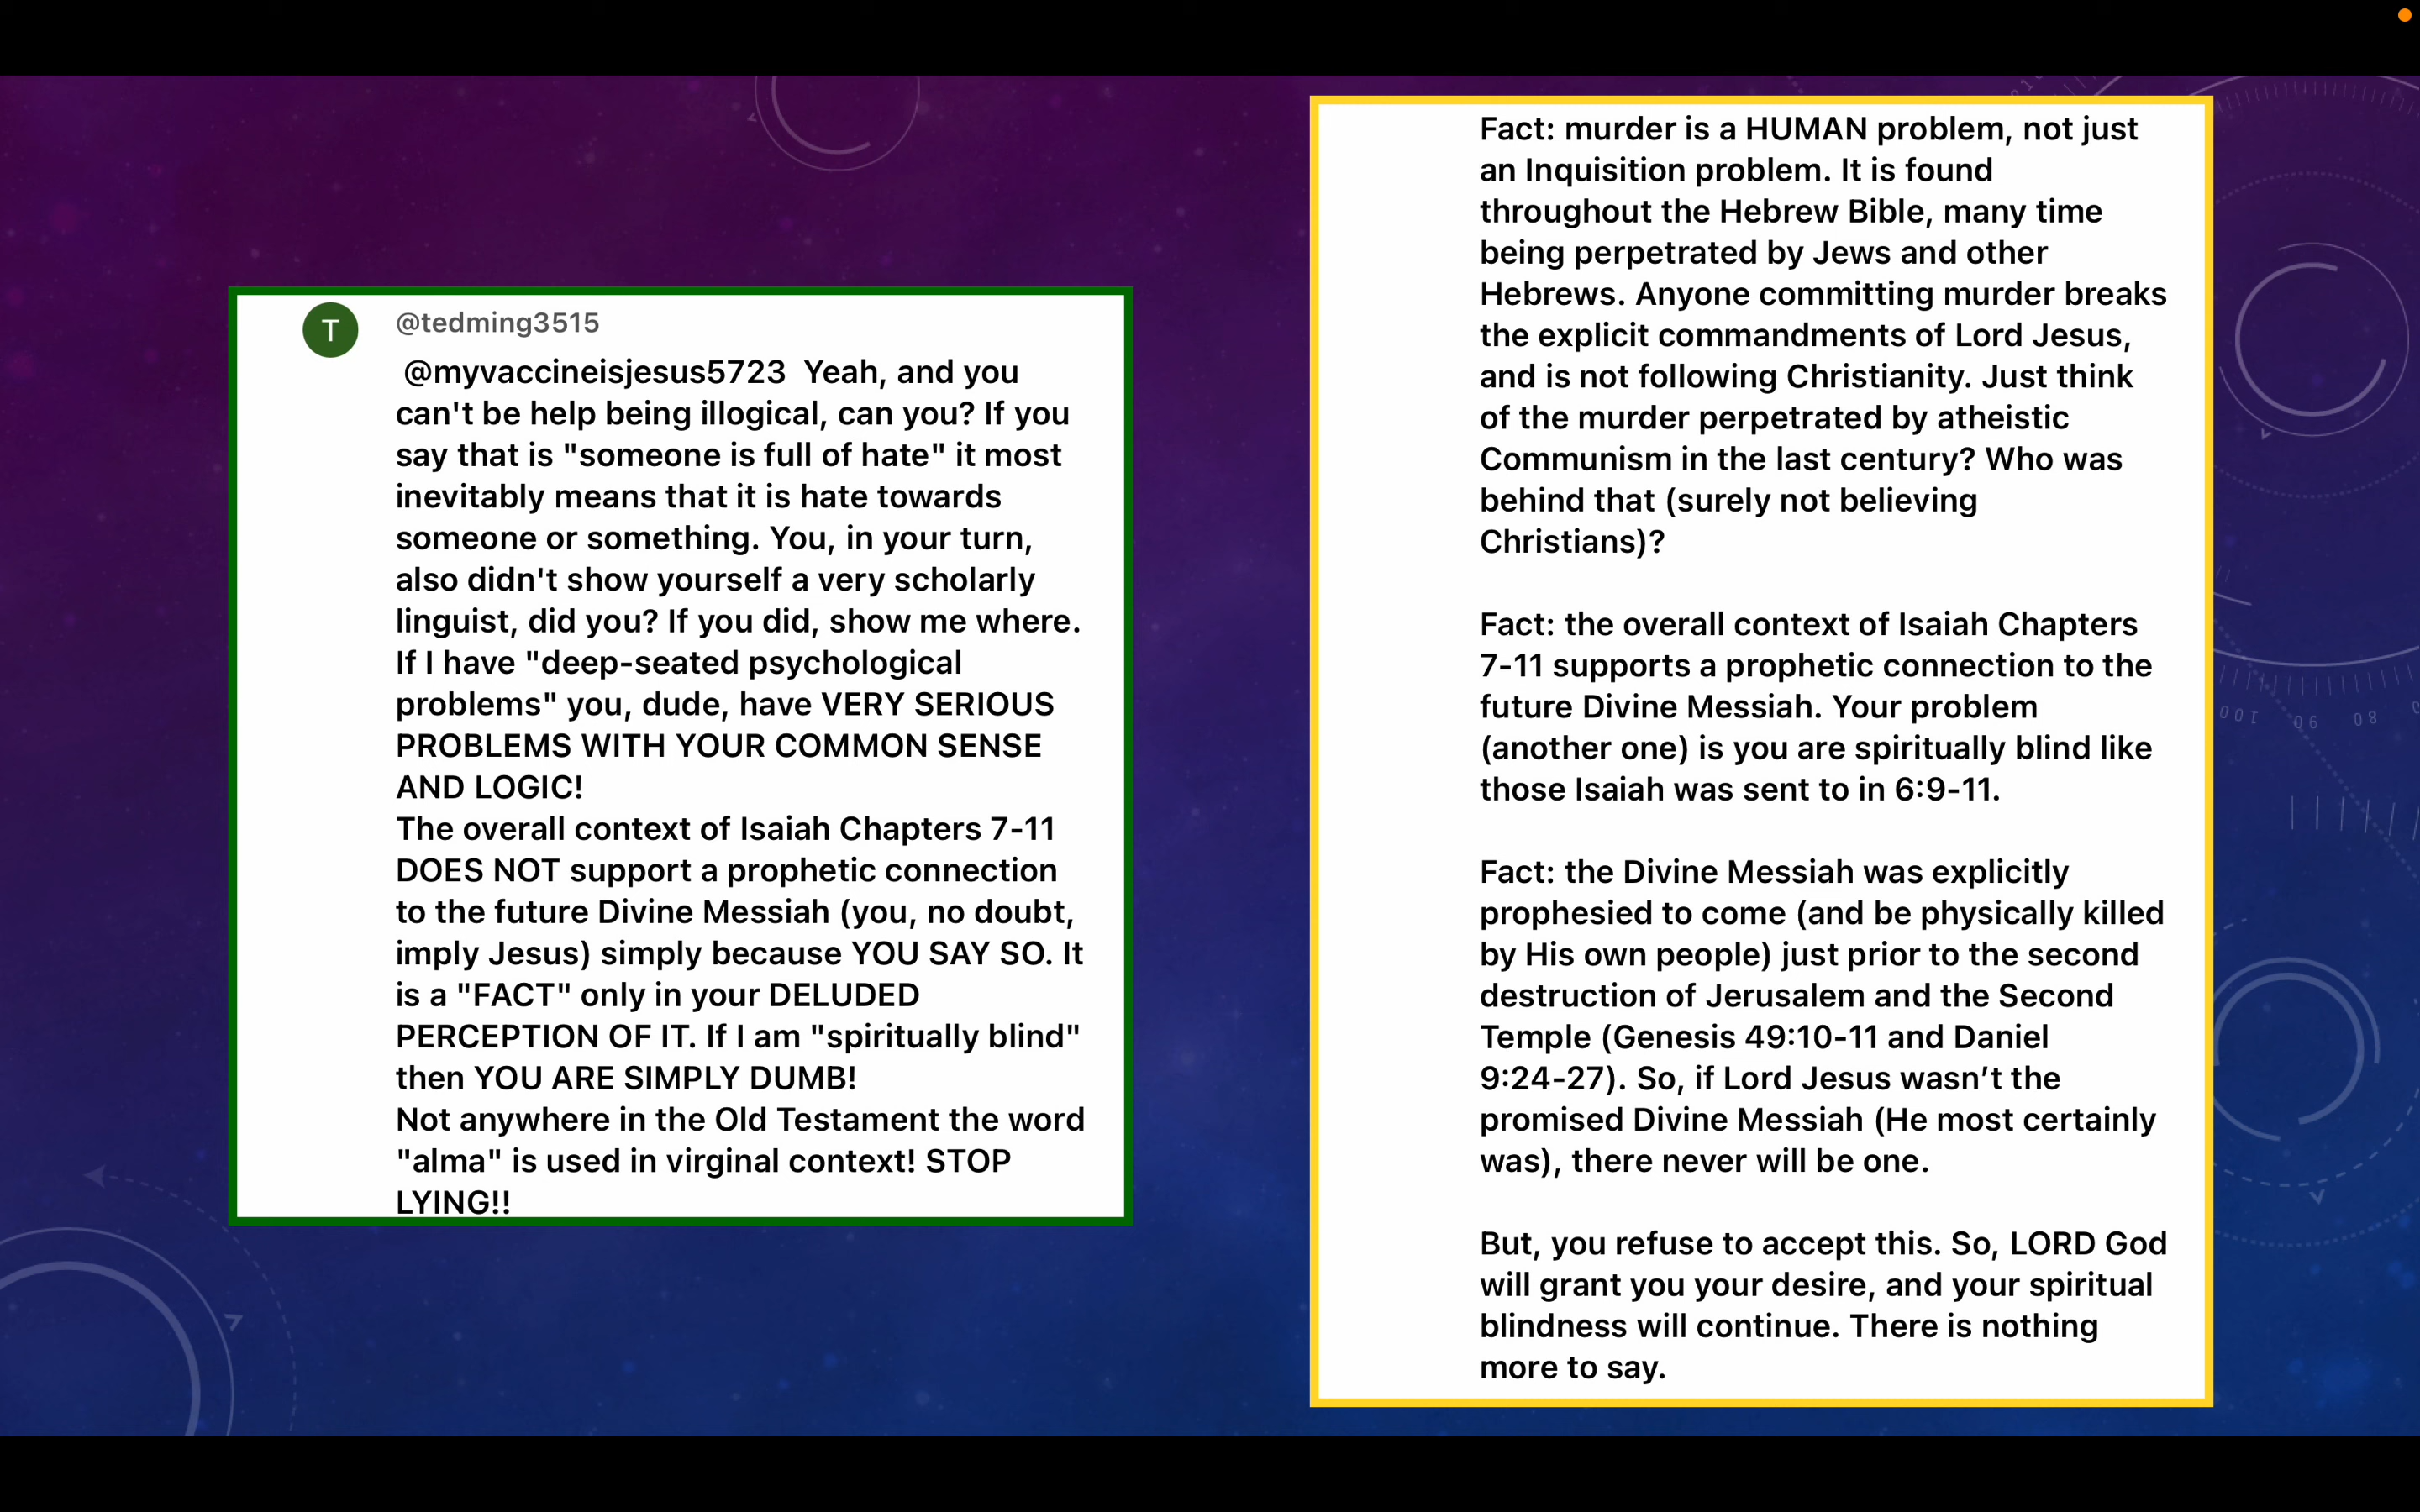 T
@tedming3515
@myvaccineisjesus5723 Yeah, and you
can't be help being illogical, can you? If you
say that is "someone is full of hate" it most
inevitably means that it is hate towards
someone or something. You, in your turn,
also didn't show yourself a very scholarly
linguist, did you? If you did, show me where.
If I have "deep-seated psychological
problems" you, dude, have VERY SERIOUS
PROBLEMS WITH YOUR COMMON SENSE
AND LOGIC!
The overall context of Isaiah Chapters 7-11
DOES NOT support a prophetic connection
to the future Divine Messiah (you, no doubt,
imply Jesus) simply because YOU SAY SO. It
is a "FACT" only in your DELUDED
PERCEPTION OF IT. If I am "spiritually blind"
then YOU ARE SIMPLY DUMB!
Not anywhere in the Old Testament the word
"alma" is used in virginal context! STOP
LYING!!
Fact: murder is a HUMAN problem, not just
an Inquisition problem. It is found
throughout the Hebrew Bible, many time
being perpetrated by Jews and other
Hebrews. Anyone committing murder breaks
the explicit commandments of Lord Jesus,
and is not following Christianity. Just think
of the murder perpetrated by atheistic
Communism in the last century? Who was
behind that (surely not believing
Christians)?
Fact: the overall context of Isaiah Chapters
7-11 supports a prophetic connection to the
future Divine Messiah. Your problem
(another one) is you are spiritually blind like
those Isaiah was sent to in 6:9-11.
Fact: the Divine Messiah was explicitly
prophesied to come (and be physically killed
by His own people) just prior to the second
destruction of Jerusalem and the Second
Temple (Genesis 49:10-11 and Daniel
9:24-27). So, if Lord Jesus wasn’t the
promised Divine Messiah (He most certainly
was), there never will be one.
But, you refuse to accept this. So, LORD God
will grant you your desire, and your spiritual
blindness will continue. There is nothing
more to say.
100 90 80